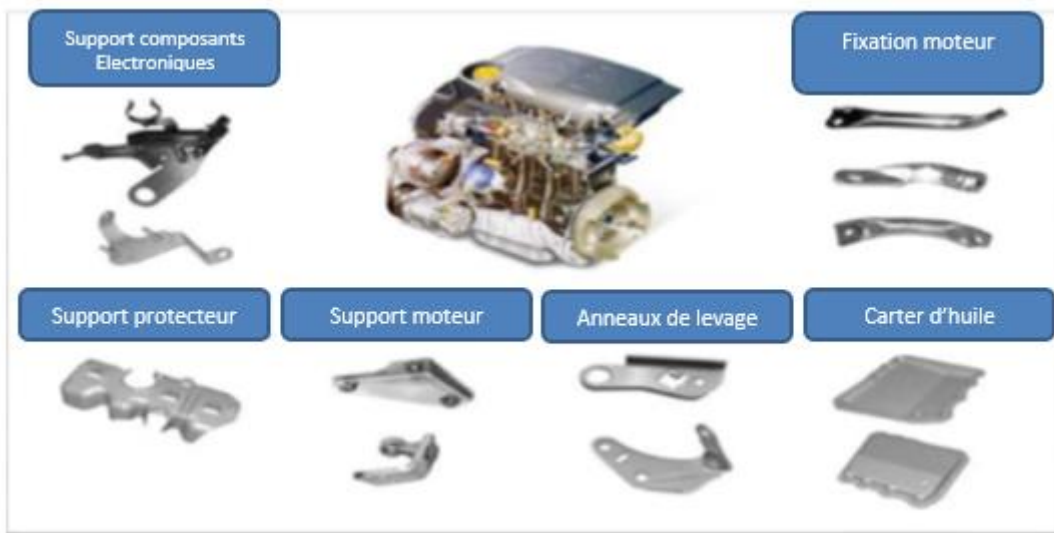 Support composants
Electroniques
Fixation moteur
Support protecteur
Support moteur
Anneaux de levage
Carter d'huile